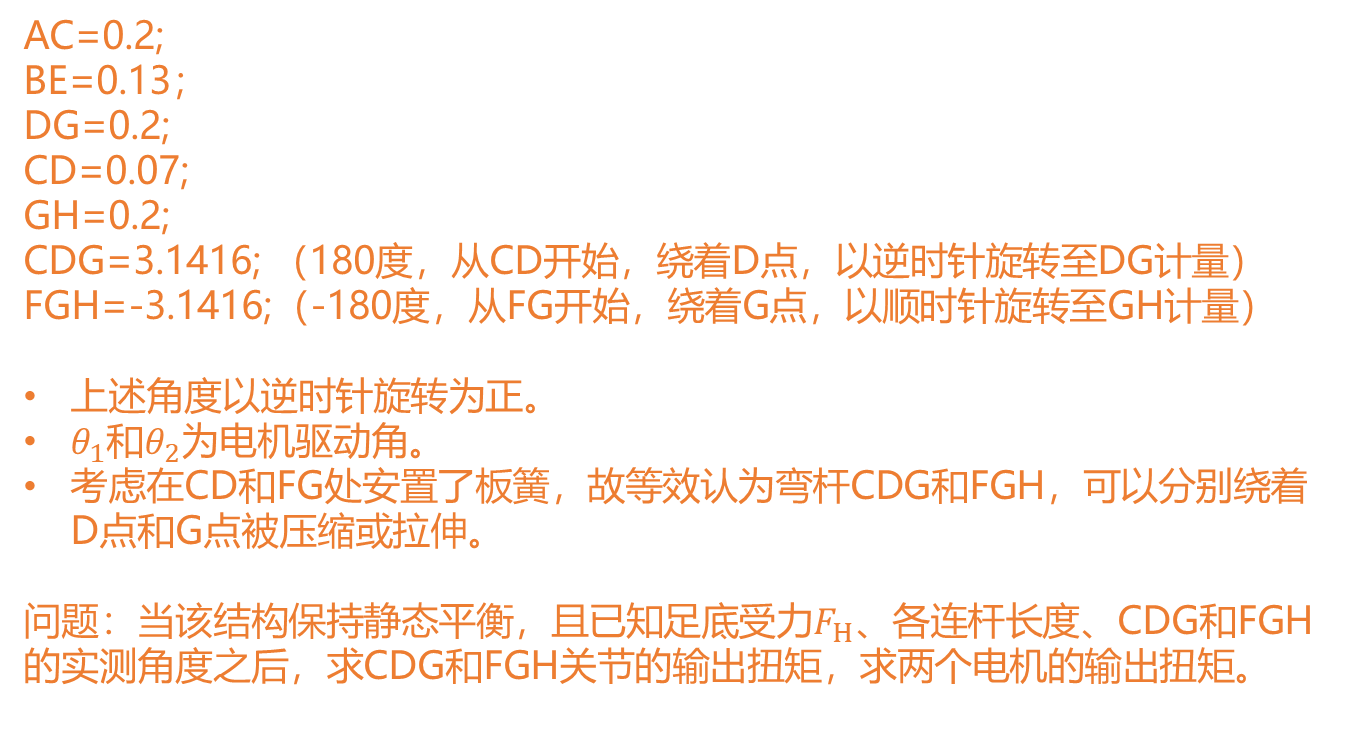 AC=0.2;
BE=0.13;
DG=0.2;
CD=0.07;
GH=0.2;
CDG=3.1416; （180度，从CD开始，绕着D点，以逆时针旋转至DG计量）
FGH=-3.1416;（-180度，从FG开始，绕着G点，以顺时针旋转至GH计量）
• 上述角度以逆时针旋转为正。
• θ₁和θ₂为电机驱动角。
• 考虑在CD和FG处安置了板簧，故等效认为弯杆CDG和FGH，可以分别绕着
D点和G点被压缩或拉伸。
问题：当该结构保持静态平衡，且已知足底受力F_H、各连杆长度、CDG和FGH
的实测角度之后，求CDG和FGH关节的输出扭矩，求两个电机的输出扭矩。